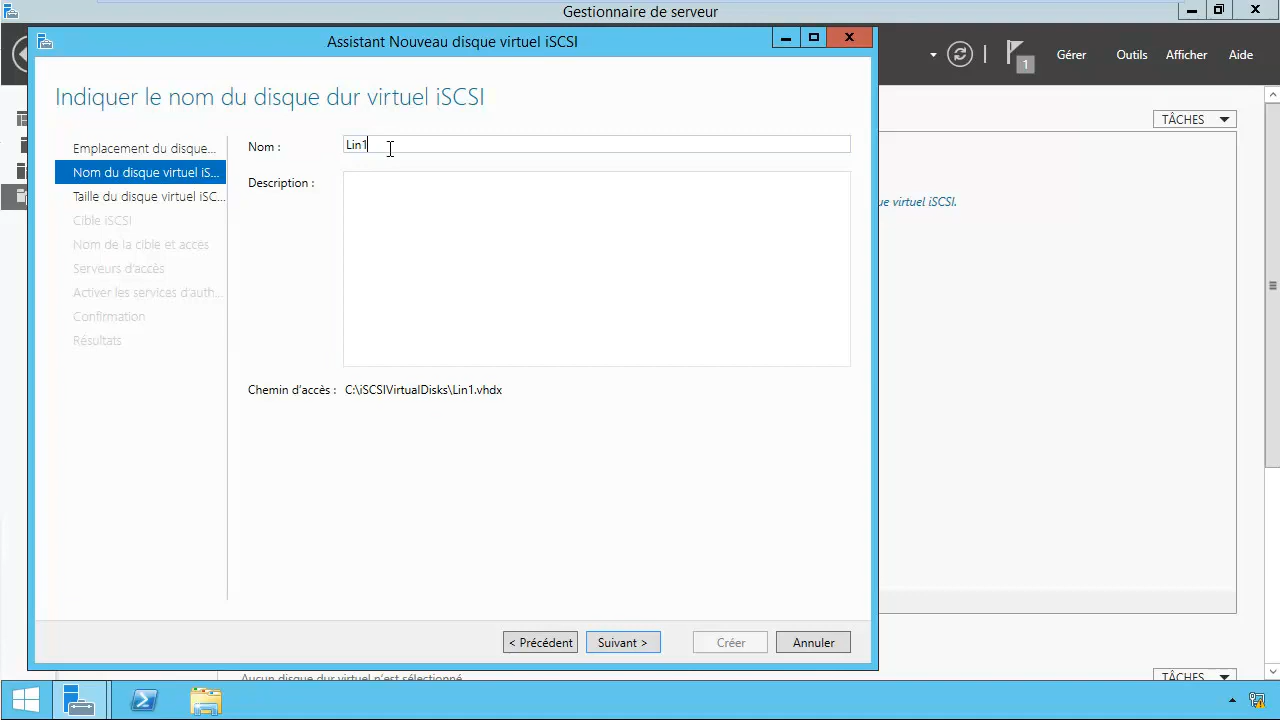 Gestionnaire de serveur
Assistant Nouveau disque virtuel iSCSI
1
Gérer
Outils
Afficher
Aide
Indiquer le nom du disque dur virtuel iSCSI
TÂCHES
Emplacement du disque...
Nom du disque virtuel iS...
Taille du disque virtuel iSC...
Cible iSCSI
Nom de la cible et accès
Serveurs d'accès
Activer les services d'auth...
Confirmation
Résultats
Nom :
Lin1
Description :
Chemin d'accès : C:\iSCSIVirtualDisks\Lin1.vhdx
virtuel iSCSI.
< Précédent
Suivant >
Créer
Annuler
Aucun disque dur virtuel n'est sélectionné.
TÂCHES